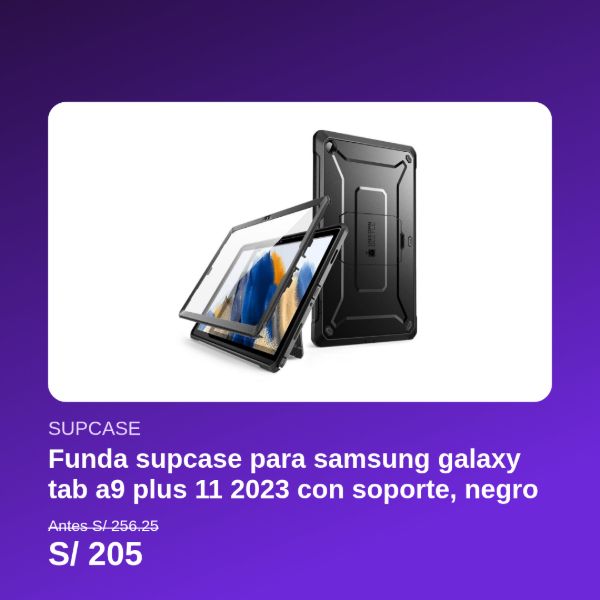 SUPCASE
Funda supcase para samsung galaxy
tab a9 plus 11 2023 con soporte, negro
Antes S/ 256.25
S/ 205